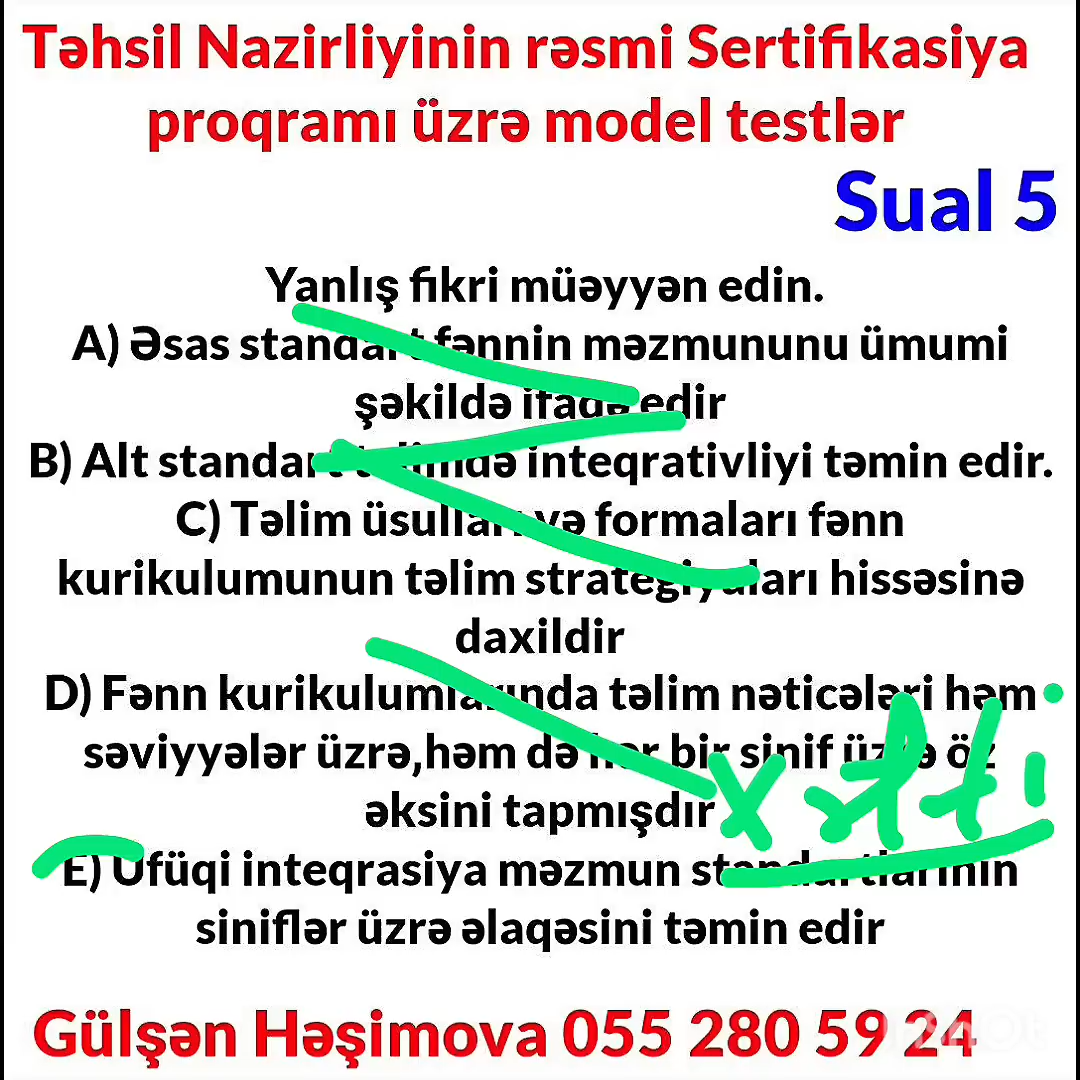 Təhsil Nazirliyinin rəsmi Sertifikasiya
proqramı üzrə model testlər
Sual 5
Yanlış fikri müəyyən edin.
A) Əsas standart fənnin məzmununu ümumi
şəkildə ifadə edir
B) Alt standart təlimdə inteqrativliyi təmin edir.
C) Təlim üsulları və formaları fənn
kurikulumunun təlim strategiyaları hissəsinə
daxildir
D) Fənn kurikulumlarında təlim nəticələri həm
səviyyələr üzrə,həm də hər bir sinif üzrə öz
əksini tapmışdır
xətti
E) Üfüqi inteqrasiya məzmun standartlarının
siniflər üzrə əlaqəsini təmin edir
Gülşən Həşimova 055 280 59 24